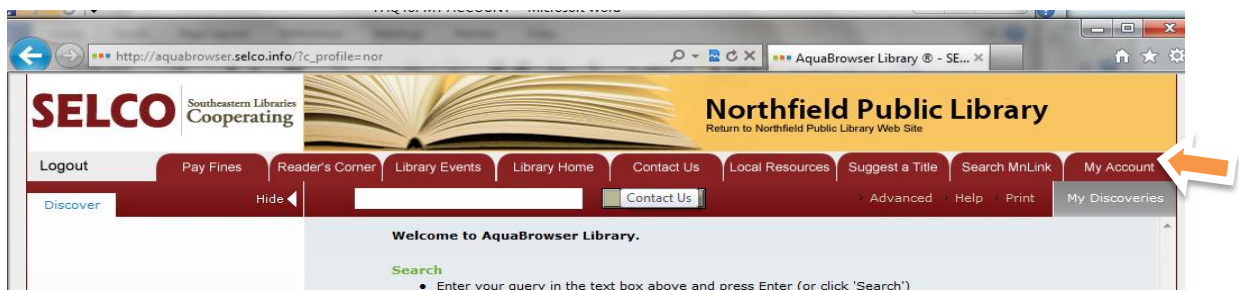 FAQ for MY ACCOUNT - Microsoft Word
http://aquabrowser.selco.info/?c_profile=nor
AquaBrowser Library ® - SE...
SELCO
Southeastern Libraries
Cooperating
Northfield Public Library
Return to Northfield Public Library Web Site
Logout
Pay Fines
Reader's Corner
Library Events
Library Home
Contact Us
Local Resources
Suggest a Title
Search MnLink
My Account
Discover
Hide
Contact Us
Advanced
Help
Print
My Discoveries
Welcome to AquaBrowser Library.
Search
• Enter your query in the text box above and press Enter (or click 'Search')